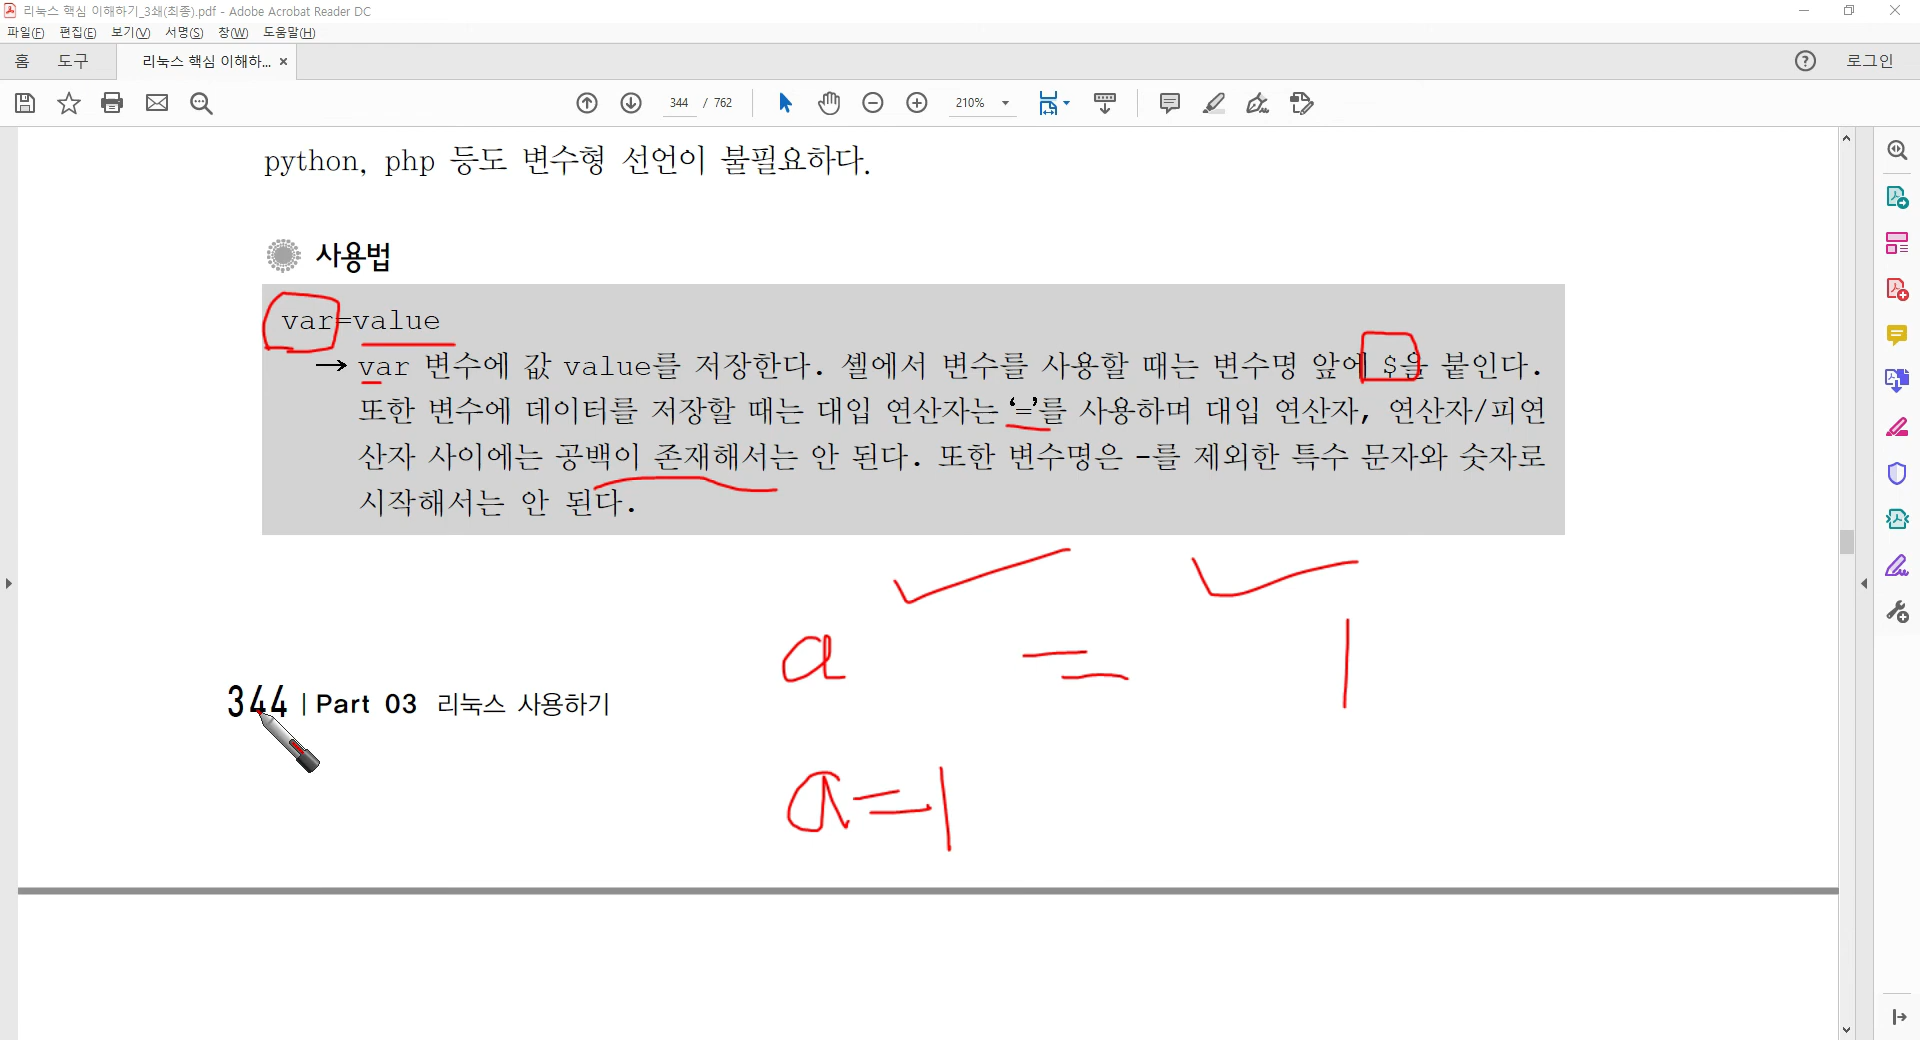 리눅스 핵심 이해하기_3쇄(최종).pdf - Adobe Acrobat Reader DC
파일(F) 편집(E) 보기(V) 서명(S) 창(W) 도움말(H)
홈 도구 리눅스 핵심 이해하... × 로그인
344 / 762 210%
python, php 등도 변수형 선언이 불필요하다.
사용법
var=value
→ var 변수에 값 value를 저장한다. 셸에서 변수를 사용할 때는 변수명 앞에 $을 붙인다.
또한 변수에 데이터를 저장할 때는 대입 연산자는 ‘=’를 사용하며 대입 연산자, 연산자/피연
산자 사이에는 공백이 존재해서는 안 된다. 또한 변수명은 -를 제외한 특수 문자와 숫자로
시작해서는 안 된다.
a = 1
344 | Part 03 리눅스 사용하기
a=1